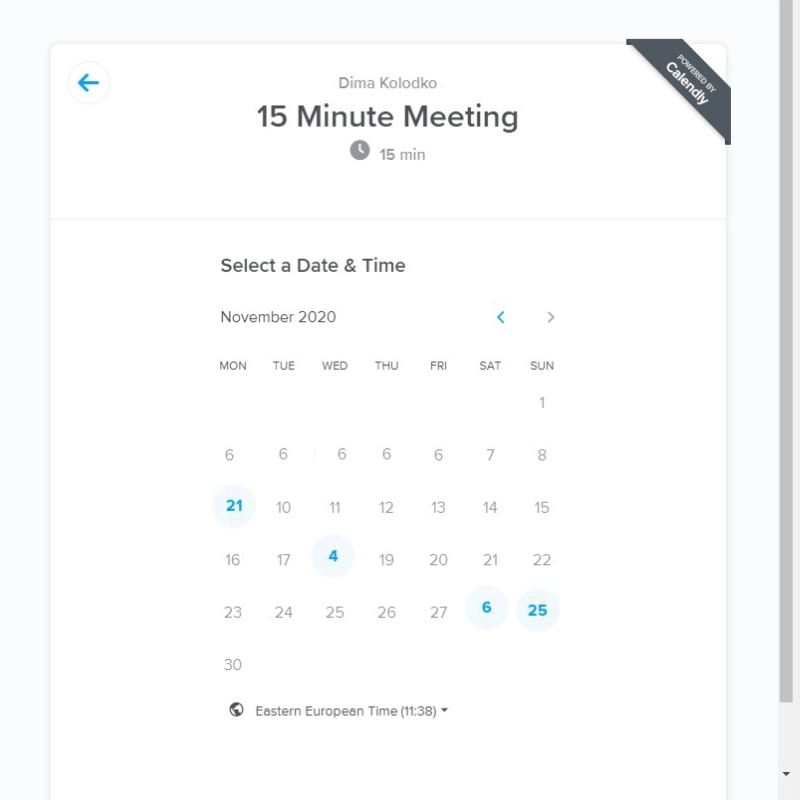 POWERED BY
Calendly
Dima Kolodko
15 Minute Meeting
15 min
Select a Date & Time
November 2020
MON TUE WED THU FRI SAT SUN
1
6 6 6 6 6 7 8
21 10 11 12 13 14 15
16 17 4 19 20 21 22
23 24 25 26 27 6 25
30
Eastern European Time (11:38)